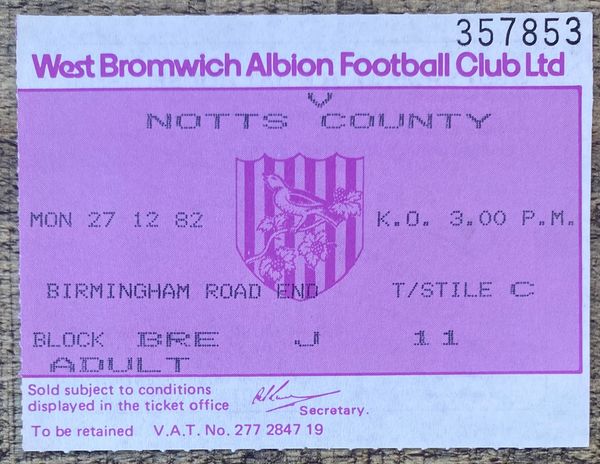 357853
West Bromwich Albion Football Club Ltd
V
NOTTS COUNTY
MON 27 12 82 K.O. 3.00 P.M.
BIRMINGHAM ROAD END T/STILE C
BLOCK BRE J 11
ADULT
Sold subject to conditions
displayed in the ticket office
Secretary.
To be retained V.A.T. No. 277 2847 19